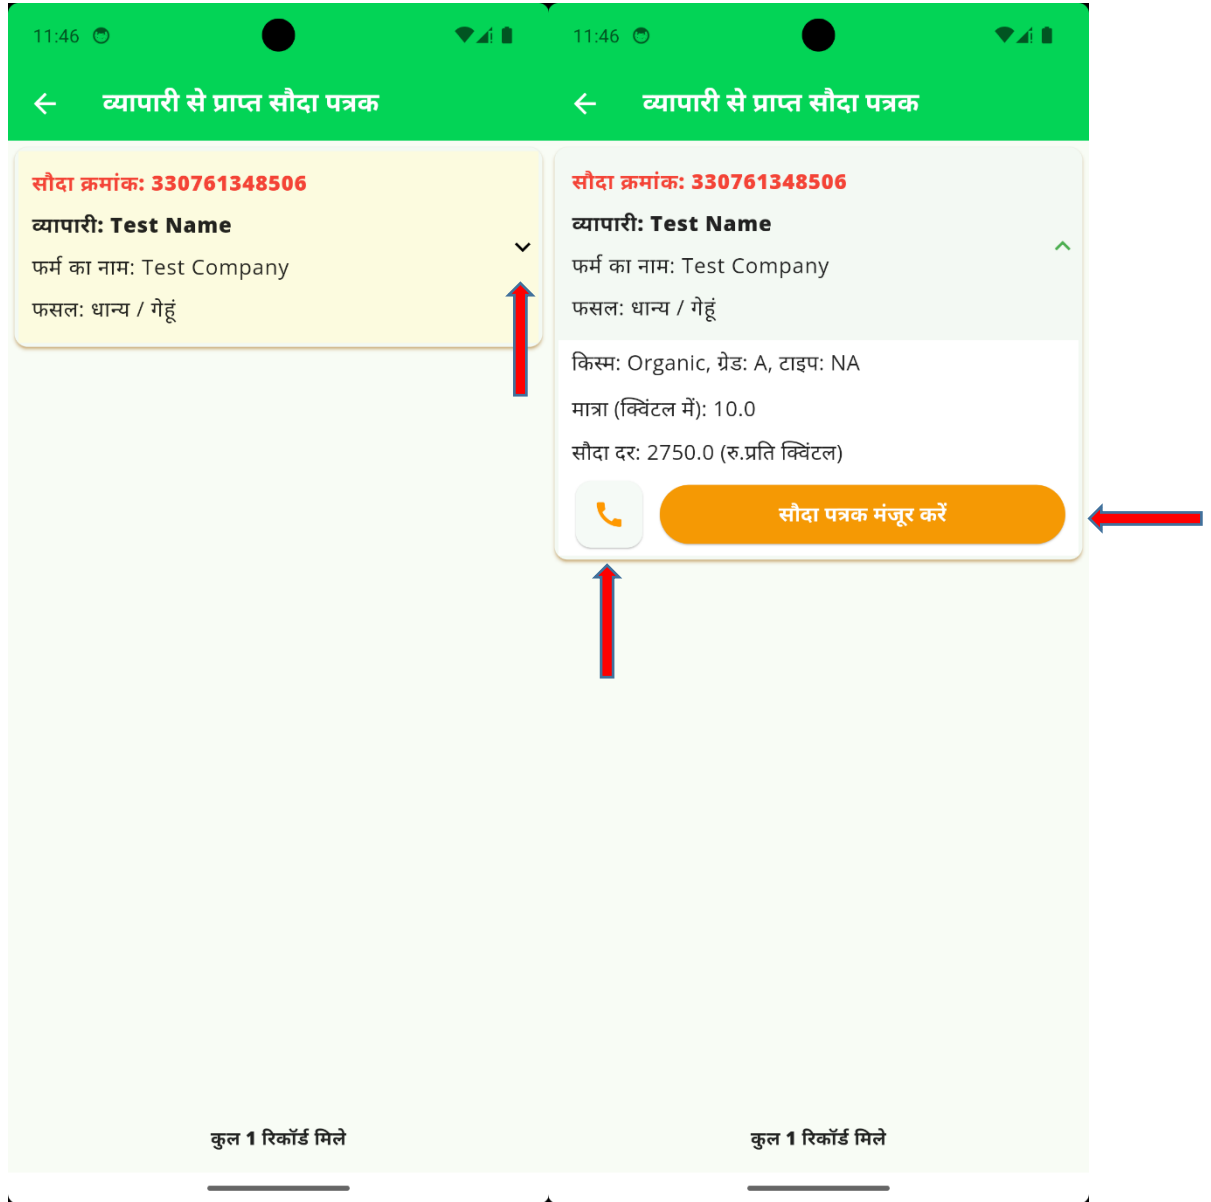 11:46
व्यापारी से प्राप्त सौदा पत्रक
सौदा क्रमांक: 330761348506
व्यापारी: Test Name
फर्म का नाम: Test Company
फसल: धान्य / गेहूं
कुल 1 रिकॉर्ड मिले
11:46
व्यापारी से प्राप्त सौदा पत्रक
सौदा क्रमांक: 330761348506
व्यापारी: Test Name
फर्म का नाम: Test Company
फसल: धान्य / गेहूं
किस्म: Organic, ग्रेड: A, टाइप: NA
मात्रा (क्विंटल में): 10.0
सौदा दर: 2750.0 (रु.प्रति क्विंटल)
सौदा पत्रक मंजूर करें
कुल 1 रिकॉर्ड मिले